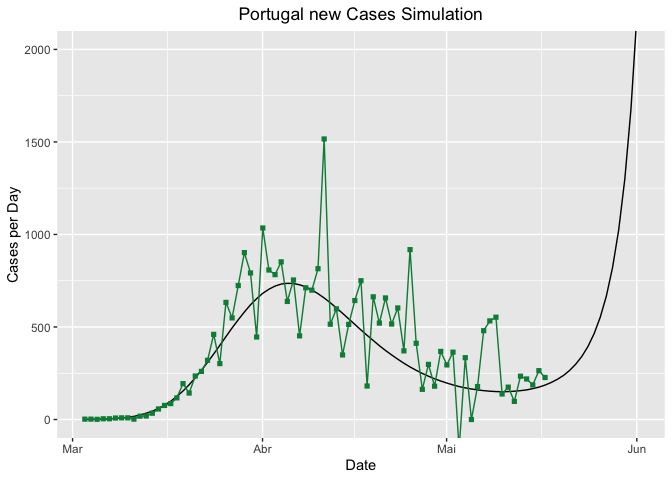 Portugal new Cases Simulation
2000
1500
1000
500
0
Cases per Day
Mar
Abr
Mai
Jun
Date